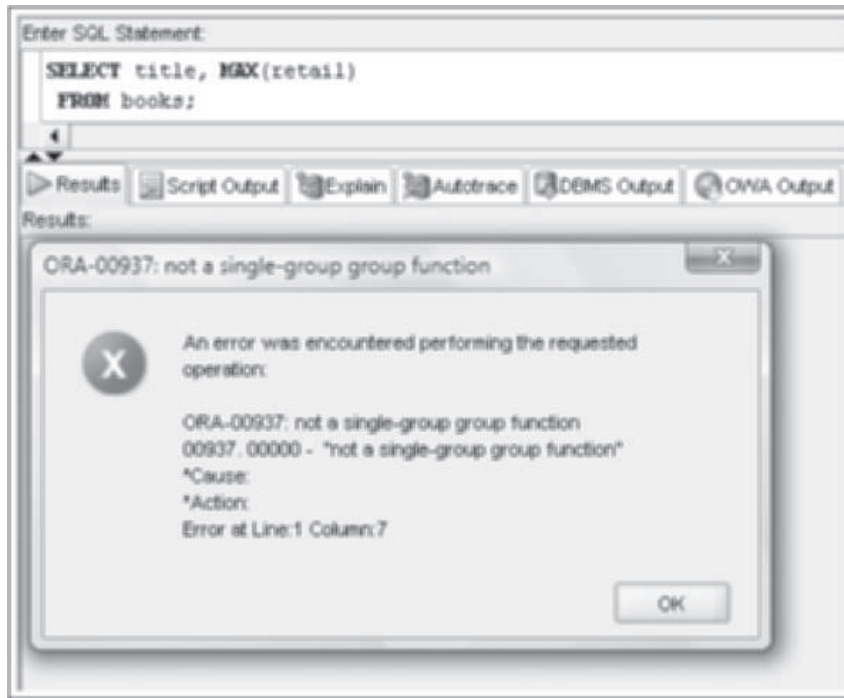 Enter SQL Statement:
SELECT title, MAX(retail)
FROM books;
Results Script Output Explain Autotrace DBMS Output OWA Output
Results:
ORA-00937: not a single-group group function
X
An error was encountered performing the requested
operation:
ORA-00937: not a single-group group function
00937. 00000 - "not a single-group group function"
*Cause:
*Action:
Error at Line:1 Column:7
OK